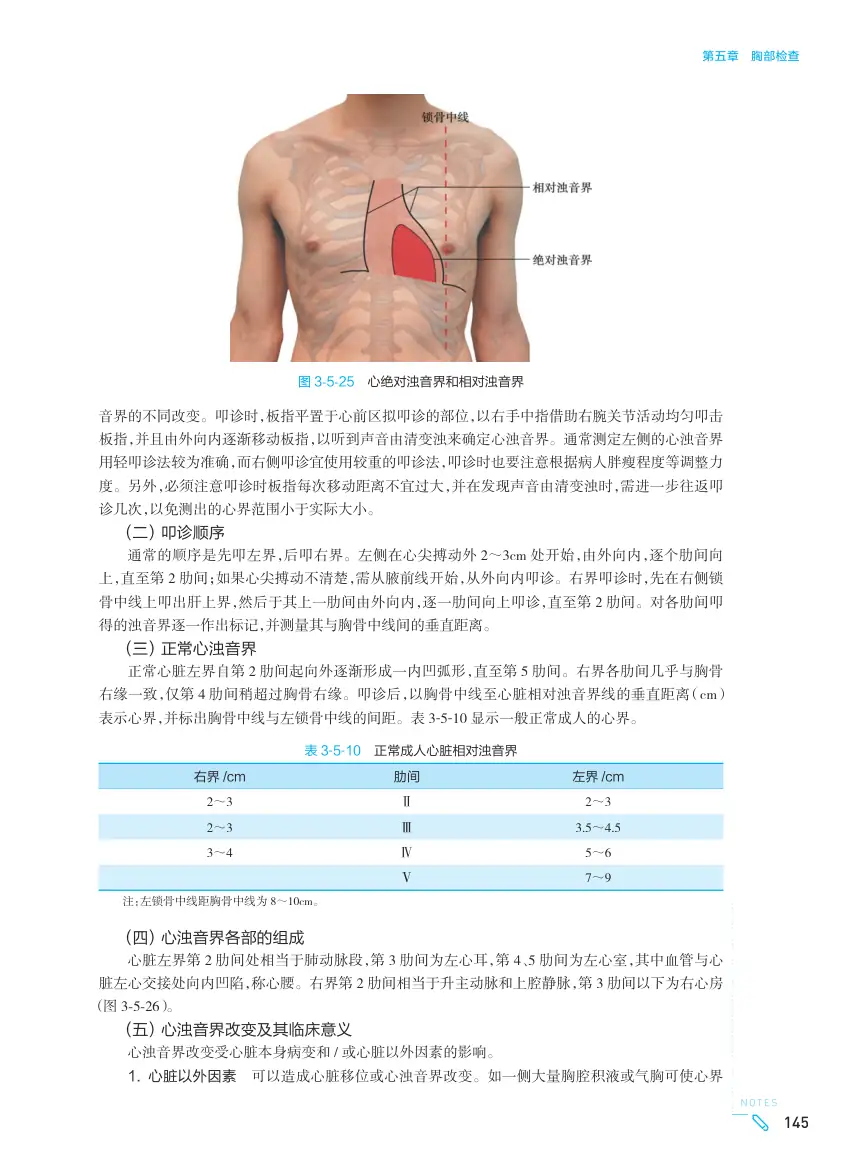 第五章 胸部检查
锁骨中线
相对浊音界
绝对浊音界
图 3-5-25 心绝对浊音界和相对浊音界
音界的不同改变。叩诊时,板指平置于心前区拟叩诊的部位,以右手中指借助右腕关节活动均匀叩击
板指,并且由外向内逐渐移动板指,以听到声音由清变浊来确定心浊音界。通常测定左侧的心浊音界
用轻叩诊法较为准确,而右侧叩诊宜使用较重的叩诊法,叩诊时也要注意根据病人胖瘦程度等调整力
度。另外,必须注意叩诊时板指每次移动距离不宜过大,并在发现声音由清变浊时,需进一步往返叩
诊几次,以免测出的心界范围小于实际大小。
(二)叩诊顺序
通常的顺序是先叩左界,后叩右界。左侧在心尖搏动外 2～3cm 处开始,由外向内,逐个肋间向
上,直至第 2 肋间;如果心尖搏动不清楚,需从腋前线开始,从外向内叩诊。右界叩诊时,先在右侧锁
骨中线上叩出肝上界,然后于其上一肋间由外向内,逐一肋间向上叩诊,直至第 2 肋间。对各肋间叩
得的浊音界逐一作出标记,并测量其与胸骨中线间的垂直距离。
(三)正常心浊音界
正常心脏左界自第 2 肋间起向外逐渐形成一内凹弧形,直至第 5 肋间。右界各肋间几乎与胸骨
右缘一致,仅第 4 肋间稍超过胸骨右缘。叩诊后,以胸骨中线至心脏相对浊音界线的垂直距离(cm)
表示心界,并标出胸骨中线与左锁骨中线的间距。表 3-5-10 显示一般正常成人的心界。
表 3-5-10 正常成人心脏相对浊音界
右界 /cm 肋间 左界 /cm
2～3 Ⅱ 2～3
2～3 Ⅲ 3.5～4.5
3～4 Ⅳ 5～6
Ⅴ 7～9
注:左锁骨中线距胸骨中线为 8～10cm。
(四)心浊音界各部的组成
心脏左界第 2 肋间处相当于肺动脉段,第 3 肋间为左心耳,第 4、5 肋间为左心室,其中血管与心
脏左心交接处向内凹陷,称心腰。右界第 2 肋间相当于升主动脉和上腔静脉,第 3 肋间以下为右心房
(图 3-5-26)。
(五)心浊音界改变及其临床意义
心浊音界改变受心脏本身病变和 / 或心脏以外因素的影响。
1. 心脏以外因素 可以造成心脏移位或心浊音界改变。如一侧大量胸腔积液或气胸可使心界
NOTES
145